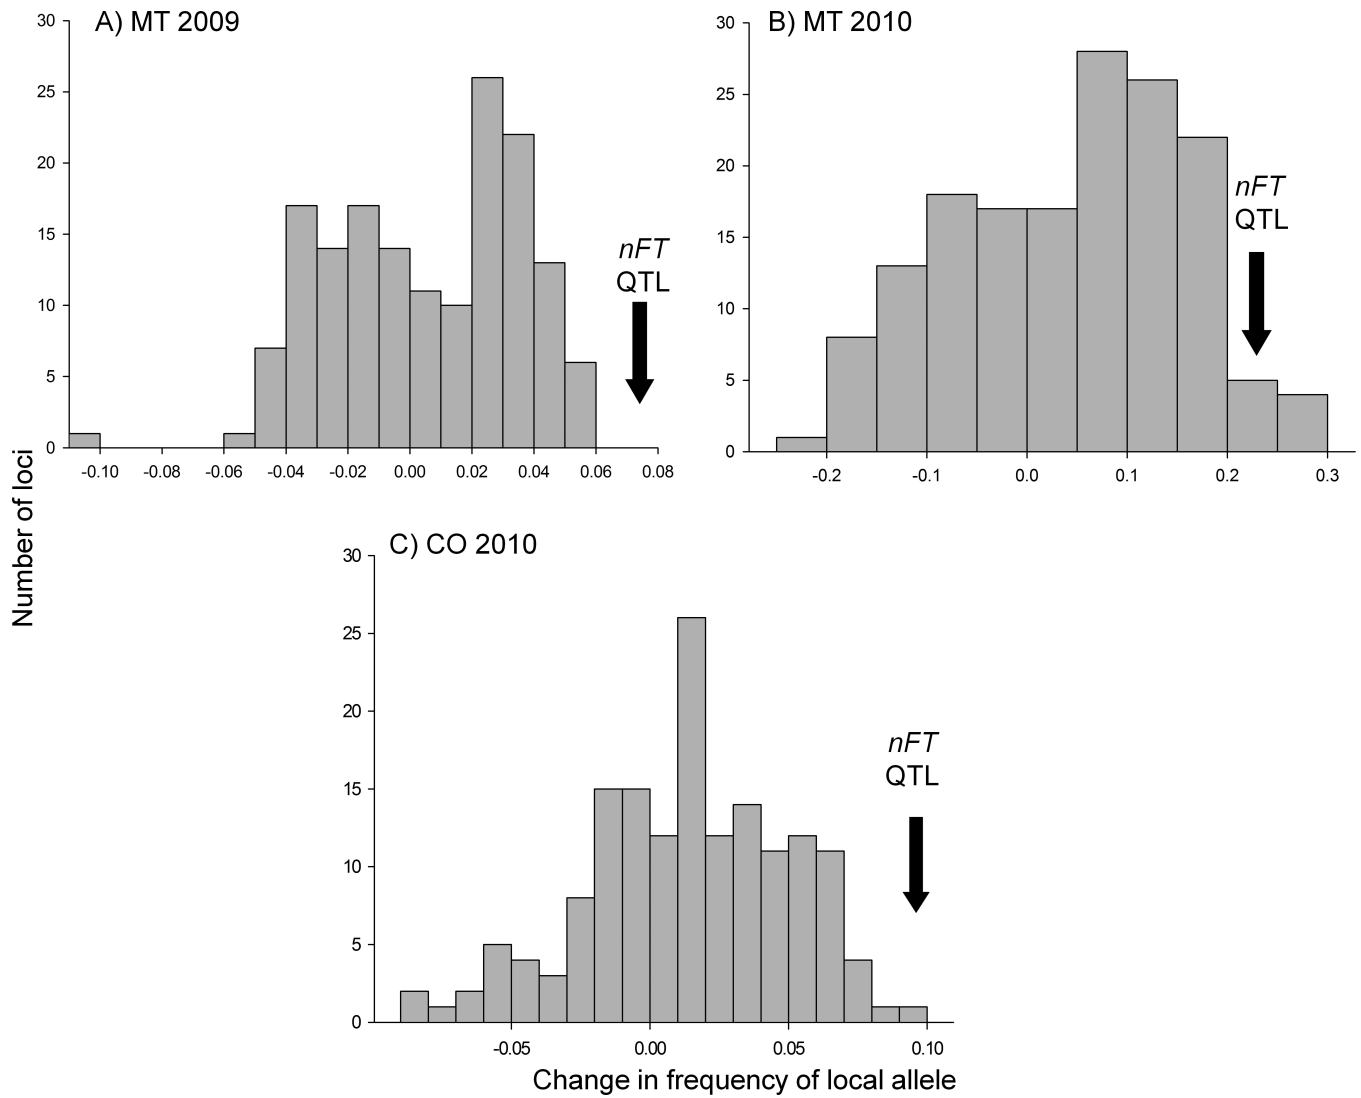 A) MT 2009
30
25
20
15
10
5
0
nFT
QTL
-0.10 -0.08 -0.06 -0.04 -0.02 0.00 0.02 0.04 0.06 0.08
B) MT 2010
30
25
20
15
10
5
0
nFT
QTL
-0.2 -0.1 0.0 0.1 0.2 0.3
Number of loci
C) CO 2010
30
25
20
15
10
5
0
nFT
QTL
-0.05 0.00 0.05 0.10
Change in frequency of local allele